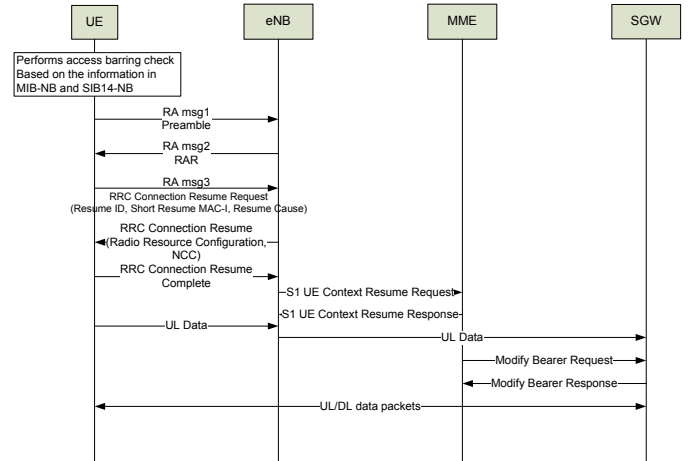 UE
eNB
MME
SGW
Performs access barring check
Based on the information in
MIB-NB and SIB14-NB
RA msg1
Preamble
RA msg2
RAR
RA msg3
RRC Connection Resume Request
(Resume ID, Short Resume MAC-I, Resume Cause)
RRC Connection Resume
(Radio Resource Configuration,
NCC)
RRC Connection Resume
Complete
S1 UE Context Resume Request
S1 UE Context Resume Response
UL Data
UL Data
Modify Bearer Request
Modify Bearer Response
UL/DL data packets